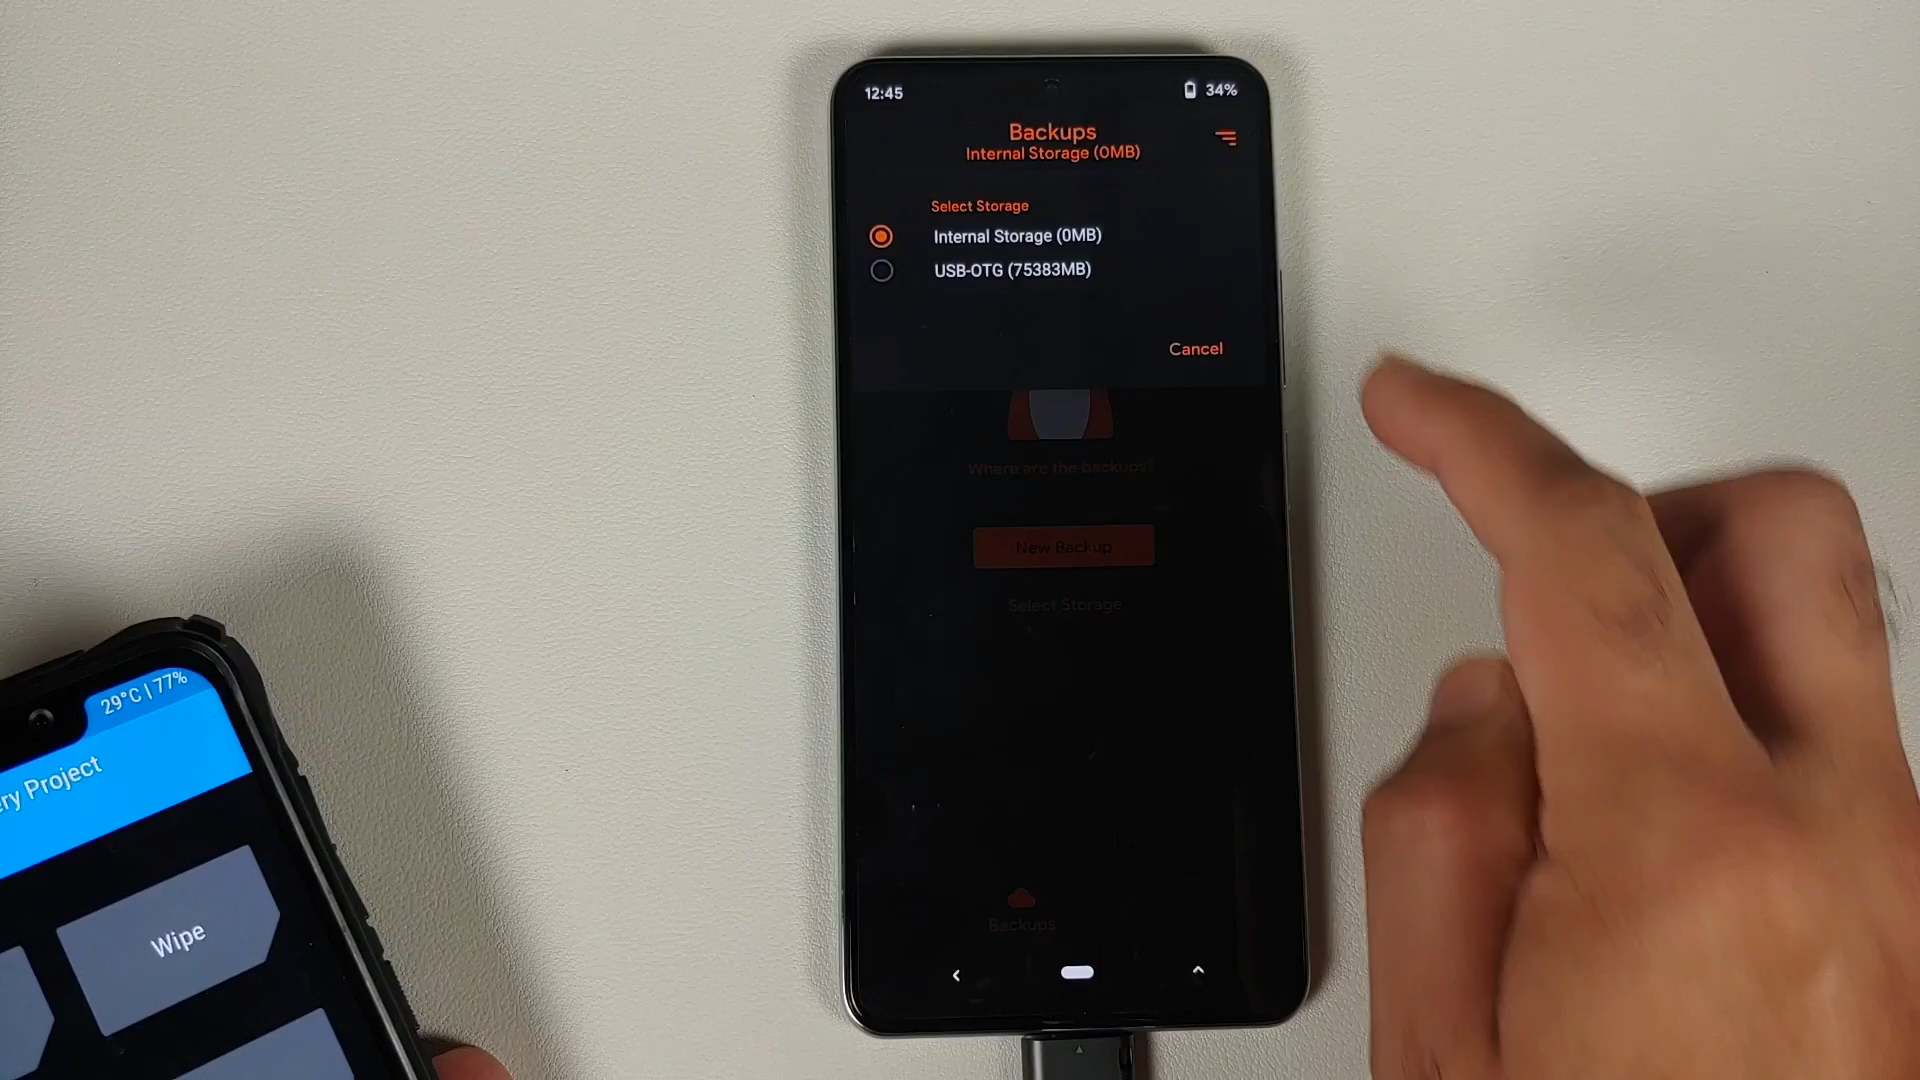 12:45
34%
Backups
Internal Storage (0MB)
Select Storage
Internal Storage (0MB)
USB-OTG (75383MB)
Cancel
Where are the backups?
New Backup
Select Storage
Backups
29°C | 77%
ry Project
Wipe